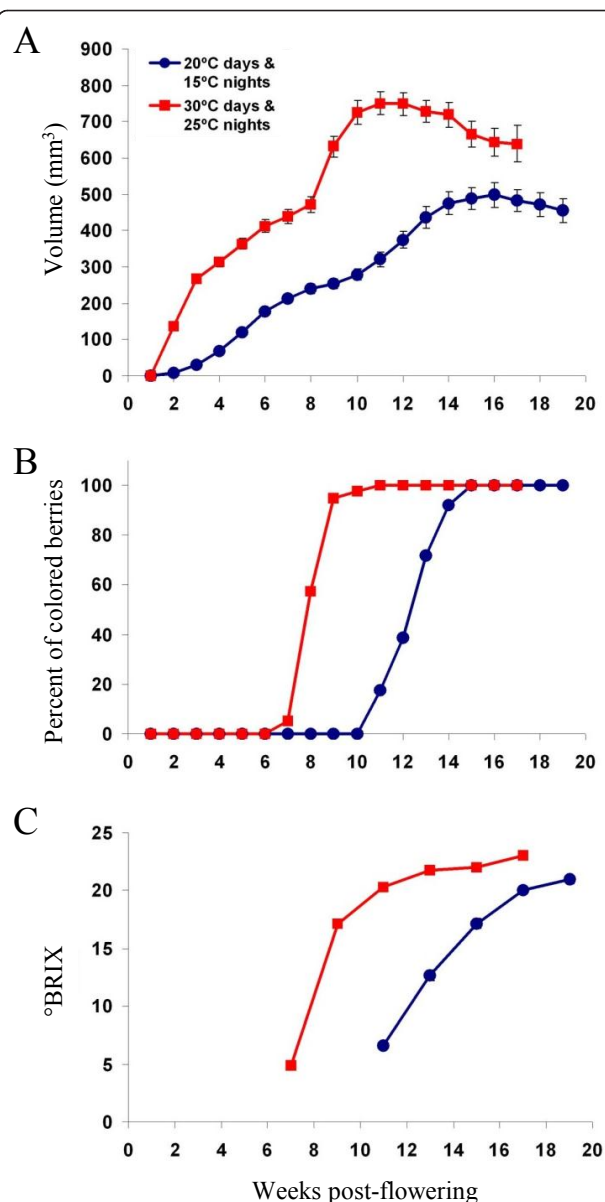 A
900
800
700
600
500
400
300
200
100
0
Volume (mm³)
20ºC days &
15ºC nights
30ºC days &
25ºC nights
0 2 4 6 8 10 12 14 16 18 20
B
100
80
60
40
20
0
Percent of colored berries
0 2 4 6 8 10 12 14 16 18 20
C
25
20
15
10
5
0
°BRIX
0 2 4 6 8 10 12 14 16 18 20
Weeks post-flowering